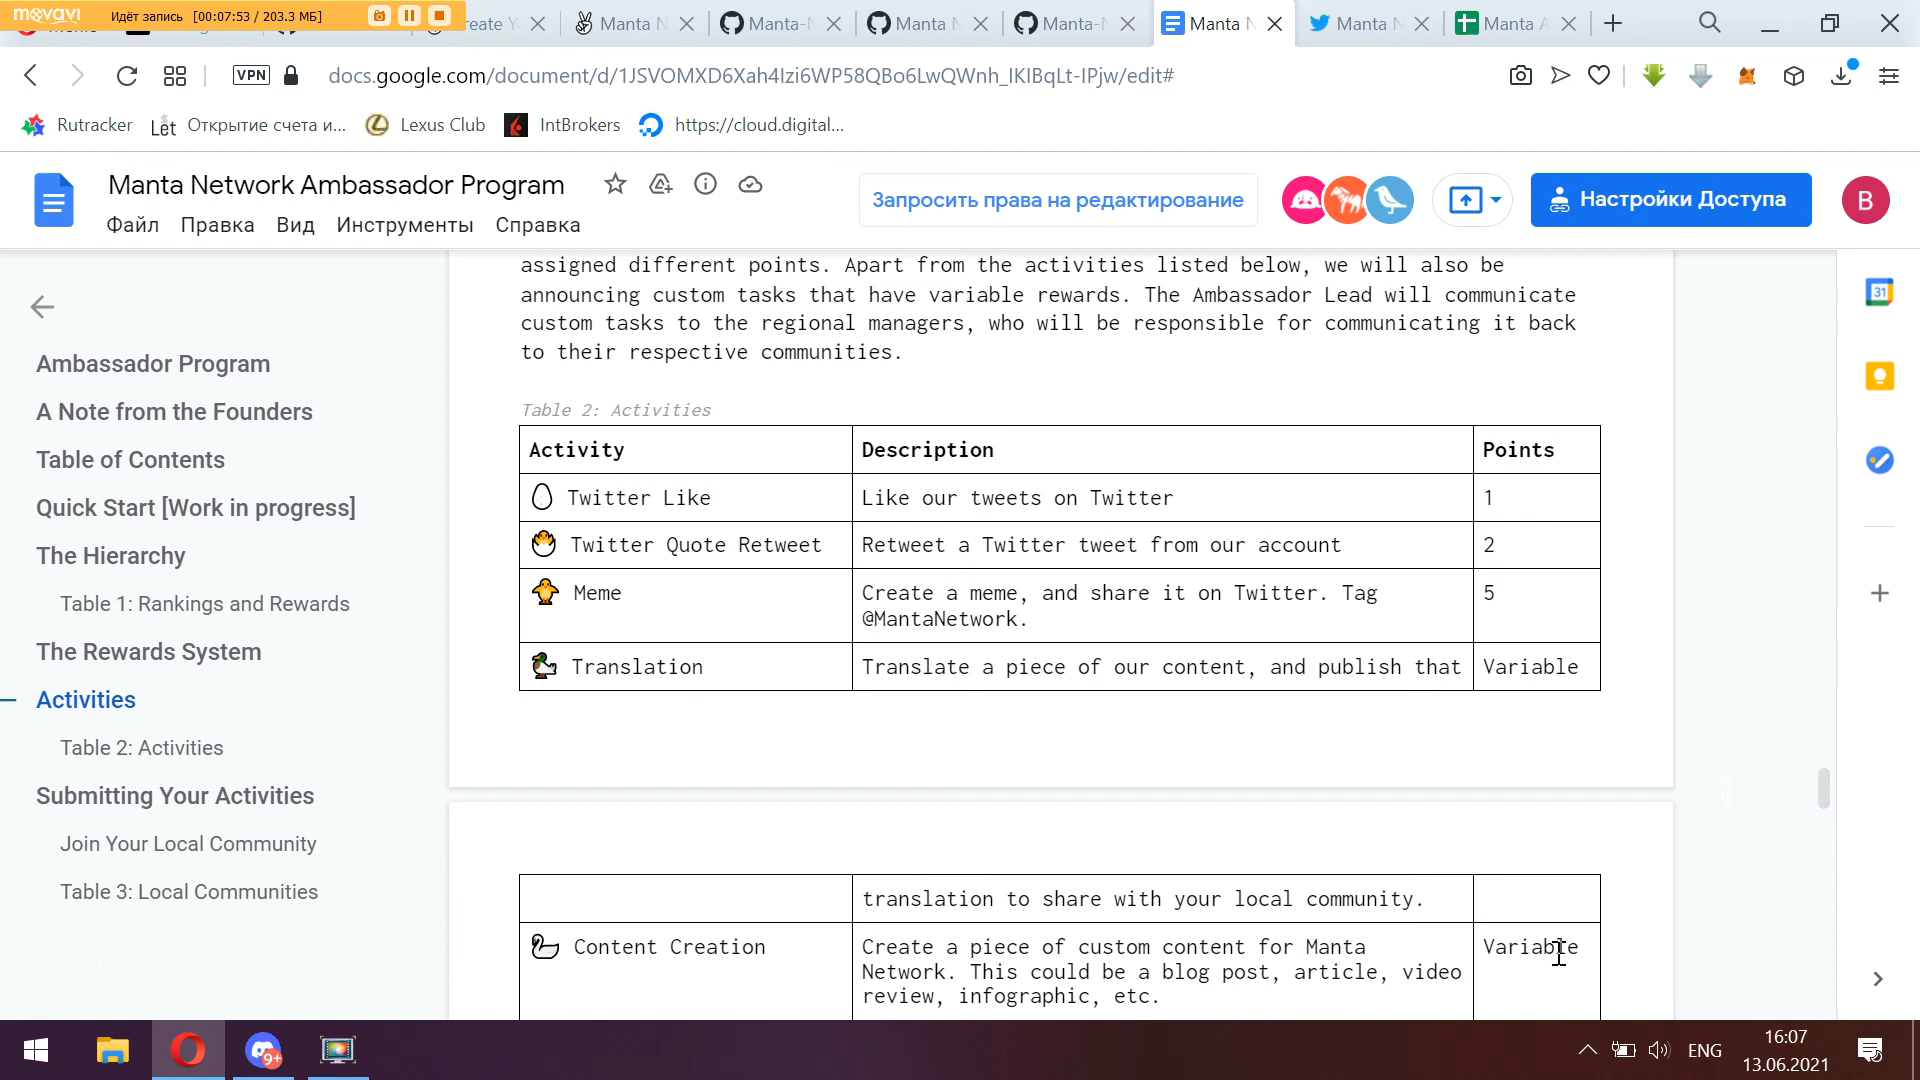 movavi Идёт запись [00:07:53 / 203.3 МБ]
Manta N Manta-N Manta N Manta-N Manta N Manta N Manta A
VPN docs.google.com/document/d/1JSVOMXD6Xah4Izi6WP58QBo6LwQWnh_IKIBqLt-IPjw/edit#
Rutracker Lét Открытие счета и... Lexus Club IntBrokers https://cloud.digital...
Manta Network Ambassador Program
Файл Правка Вид Инструменты Справка
Запросить права на редактирование
Настройки Доступа
B
31
Ambassador Program
A Note from the Founders
Table of Contents
Quick Start [Work in progress]
The Hierarchy
Table 1: Rankings and Rewards
The Rewards System
Activities
Table 2: Activities
Submitting Your Activities
Join Your Local Community
Table 3: Local Communities
assigned different points. Apart from the activities listed below, we will also be
announcing custom tasks that have variable rewards. The Ambassador Lead will communicate
custom tasks to the regional managers, who will be responsible for communicating it back
to their respective communities.
Table 2: Activities
Activity Description Points
Twitter Like Like our tweets on Twitter 1
Twitter Quote Retweet Retweet a Twitter tweet from our account 2
Meme Create a meme, and share it on Twitter. Tag 5
@MantaNetwork.
Translation Translate a piece of our content, and publish that Variable
translation to share with your local community.
Content Creation Create a piece of custom content for Manta Variable
Network. This could be a blog post, article, video
review, infographic, etc.
9+
ENG
16:07
13.06.2021